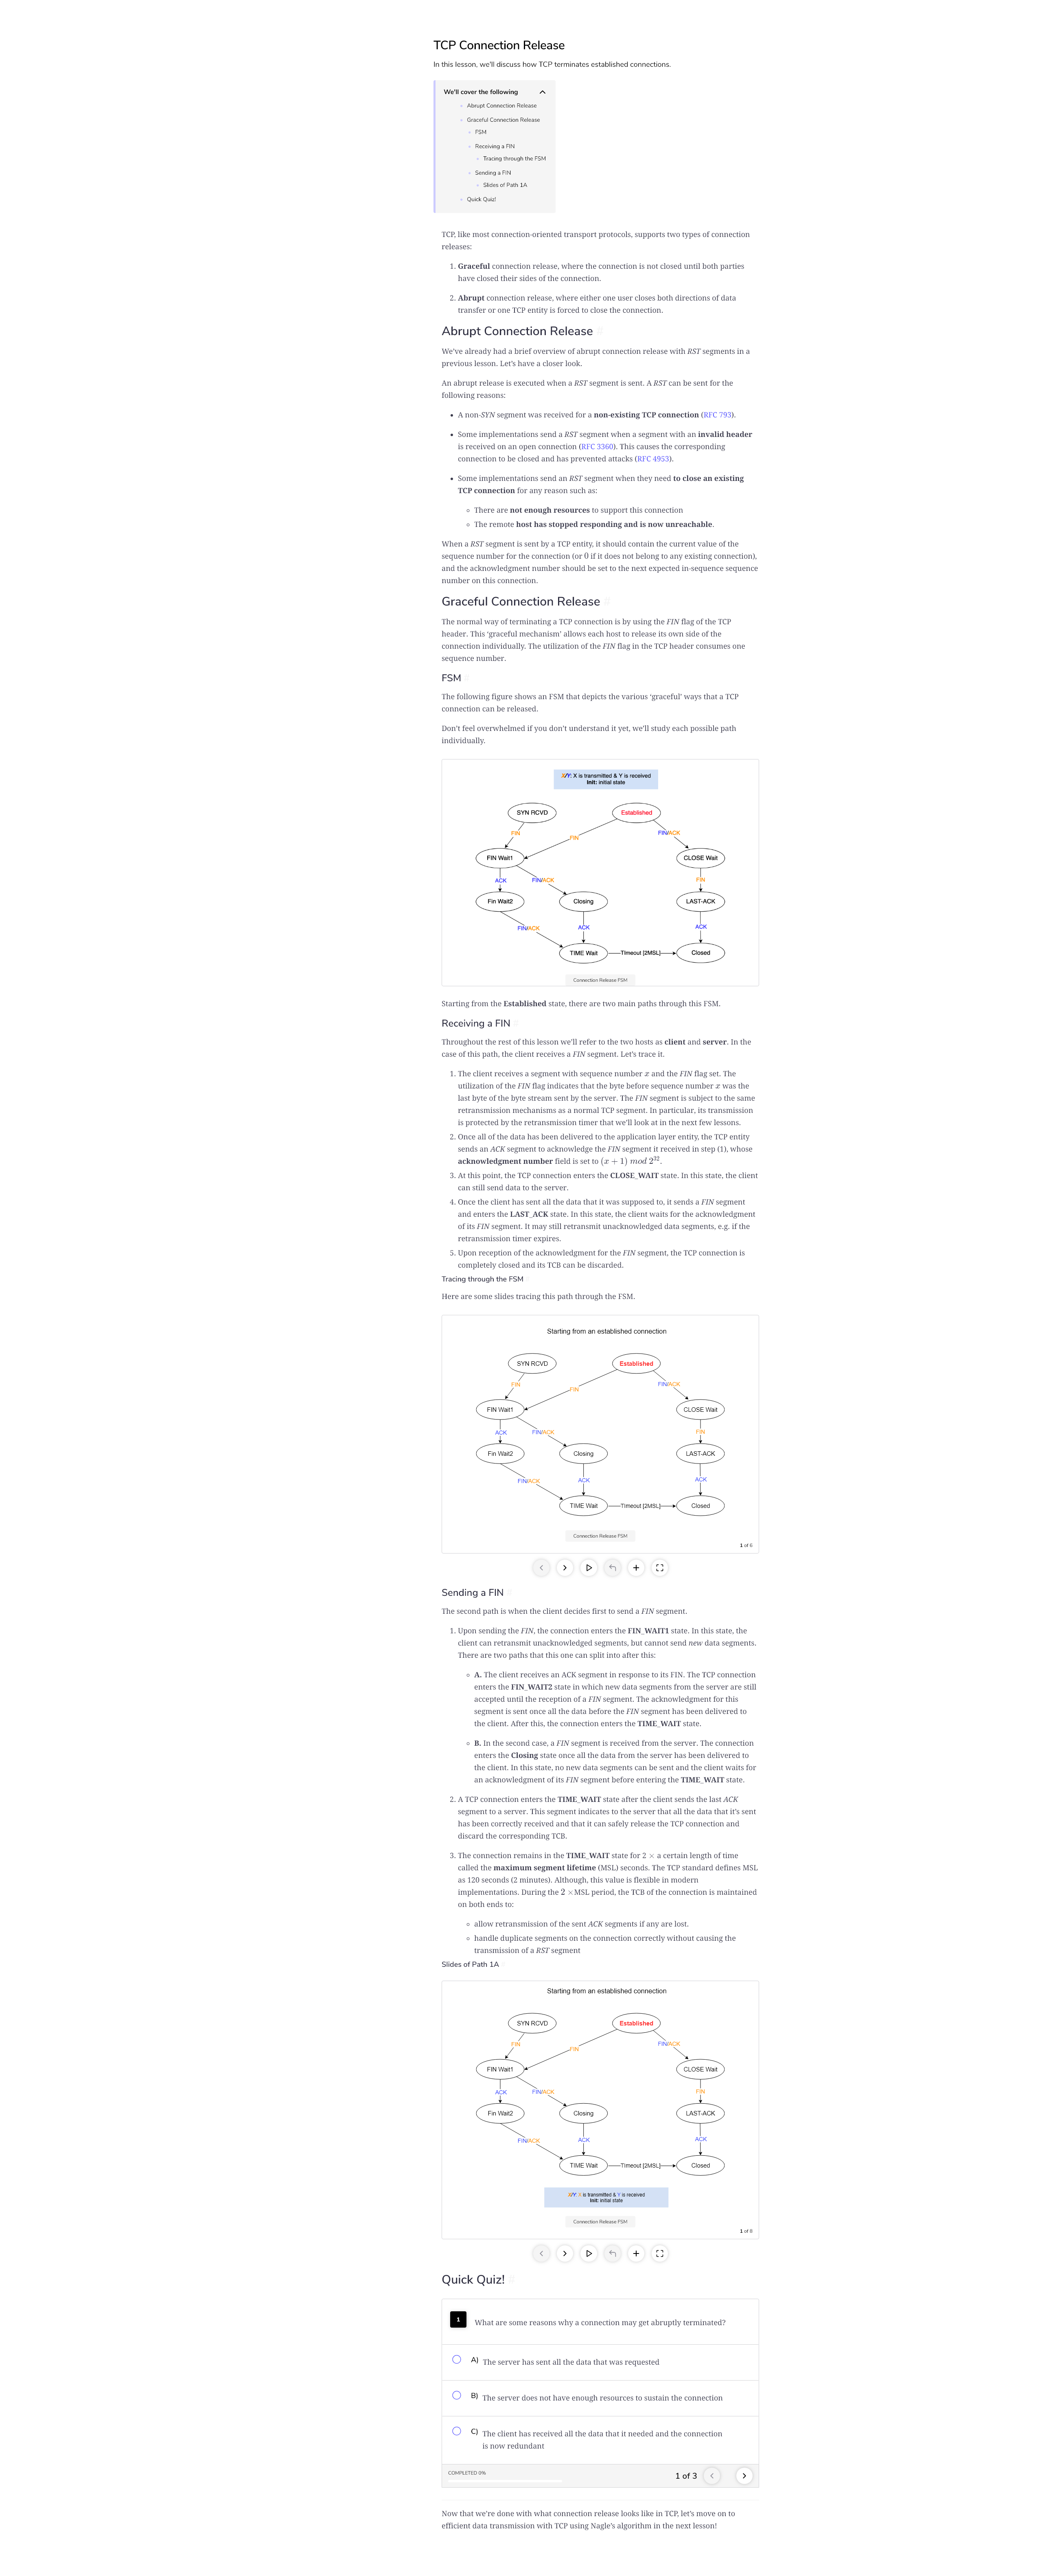 TCP Connection Release
In this lesson, we'll discuss how TCP terminates established connections.
We'll cover the following
Abrupt Connection Release
Graceful Connection Release
FSM
Receiving a FIN
Tracing through the FSM
Sending a FIN
Slides of Path 1A
Quick Quiz!
TCP, like most connection-oriented transport protocols, supports two types of connection
releases:
1. Graceful connection release, where the connection is not closed until both parties
have closed their sides of the connection.
2. Abrupt connection release, where either one user closes both directions of data
transfer or one TCP entity is forced to close the connection.
Abrupt Connection Release
We've already had a brief overview of abrupt connection release with RST segments in a
previous lesson. Let's have a closer look.
An abrupt release is executed when a RST segment is sent. A RST can be sent for the
following reasons:
• A non-SYN segment was received for a non-existing TCP connection (RFC 793).
• Some implementations send a RST segment when a segment with an invalid header
is received on an open connection (RFC 3360). This causes the corresponding
connection to be closed and has prevented attacks (RFC 4953).
• Some implementations send an RST segment when they need to close an existing
TCP connection for any reason such as:
There are not enough resources to support this connection
The remote host has stopped responding and is now unreachable.
When a RST segment is sent by a TCP entity, it should contain the current value of the
sequence number for the connection (or 0 if it does not belong to any existing connection),
and the acknowledgment number should be set to the next expected in-sequence sequence
number on this connection.
Graceful Connection Release
The normal way of terminating a TCP connection is by using the FIN flag of the TCP
header. This 'graceful mechanism' allows each host to release its own side of the
connection individually. The utilization of the FIN flag in the TCP header consumes one
sequence number.
FSM
The following figure shows an FSM that depicts the various 'graceful' ways that a TCP
connection can be released.
Don't feel overwhelmed if you don't understand it yet, we'll study each possible path
individually.
X/Y: X is transmitted & Y is received
Init: initial state
SYN RCVD
Established
FIN
FIN
FIN/ACK
FIN Wait1
CLOSE Wait
ACK
FIN/ACK
FIN
Fin Wait2
Closing
LAST-ACK
FIN/ACK
ACK
ACK
TIME Wait
Timeout [2MSL]
Closed
Connection Release FSM
Starting from the Established state, there are two main paths through this FSM.
Receiving a FIN
Throughout the rest of this lesson we'll refer to the two hosts as client and server. In the
case of this path, the client receives a FIN segment. Let's trace it.
1. The client receives a segment with sequence number x and the FIN flag set. The
utilization of the FIN flag indicates that the byte before sequence number x was the
last byte of the byte stream sent by the server. The FIN segment is subject to the same
retransmission mechanisms as a normal TCP segment. In particular, its transmission
is protected by the retransmission timer that we'll look at in the next few lessons.
2. Once all of the data has been delivered to the application layer entity, the TCP entity
sends an ACK segment to acknowledge the FIN segment it received in step (1), whose
acknowledgment number field is set to (x + 1) mod 2³².
3. At this point, the TCP connection enters the CLOSE_WAIT state. In this state, the client
can still send data to the server.
4. Once the client has sent all the data that it was supposed to, it sends a FIN segment
and enters the LAST_ACK state. In this state, the client waits for the acknowledgment
of its FIN segment. It may still retransmit unacknowledged data segments, e.g. if the
retransmission timer expires.
5. Upon reception of the acknowledgment for the FIN segment, the TCP connection is
completely closed and its TCB can be discarded.
Tracing through the FSM
Here are some slides tracing this path through the FSM.
Starting from an established connection
SYN RCVD
Established
FIN
FIN
FIN/ACK
FIN Wait1
CLOSE Wait
ACK
FIN/ACK
FIN
Fin Wait2
Closing
LAST-ACK
FIN/ACK
ACK
ACK
TIME Wait
Timeout [2MSL]
Closed
Connection Release FSM
1 of 6
Sending a FIN
The second path is when the client decides first to send a FIN segment.
1. Upon sending the FIN, the connection enters the FIN_WAIT1 state. In this state, the
client can retransmit unacknowledged segments, but cannot send new data segments.
There are two paths that this one can split into after this:
A. The client receives an ACK segment in response to its FIN. The TCP connection
enters the FIN_WAIT2 state in which new data segments from the server are still
accepted until the reception of a FIN segment. The acknowledgment for this
segment is sent once all the data before the FIN segment has been delivered to
the client. After this, the connection enters the TIME_WAIT state.
B. In the second case, a FIN segment is received from the server. The connection
enters the Closing state once all the data from the server has been delivered to
the client. In this state, no new data segments can be sent and the client waits for
an acknowledgment of its FIN segment before entering the TIME_WAIT state.
2. A TCP connection enters the TIME_WAIT state after the client sends the last ACK
segment to a server. This segment indicates to the server that all the data that it's sent
has been correctly received and that it can safely release the TCP connection and
discard the corresponding TCB.
3. The connection remains in the TIME_WAIT state for 2 × a certain length of time
called the maximum segment lifetime (MSL) seconds. The TCP standard defines MSL
as 120 seconds (2 minutes). Although, this value is flexible in modern
implementations. During the 2 ×MSL period, the TCB of the connection is maintained
on both ends to:
allow retransmission of the sent ACK segments if any are lost.
handle duplicate segments on the connection correctly without causing the
transmission of a RST segment
Slides of Path 1A
Starting from an established connection
SYN RCVD
Established
FIN
FIN
FIN/ACK
FIN Wait1
CLOSE Wait
ACK
FIN/ACK
FIN
Fin Wait2
Closing
LAST-ACK
FIN/ACK
ACK
ACK
TIME Wait
Timeout [2MSL]
Closed
X/Y: X is transmitted & Y is received
Init: initial state
Connection Release FSM
1 of 6
Quick Quiz!
1 What are some reasons why a connection may get abruptly terminated?
A) The server has sent all the data that was requested
B) The server does not have enough resources to sustain the connection
C) The client has received all the data that it needed and the connection
is now redundant
COMPLETED 0%
1 of 3
Now that we're done with what connection release looks like in TCP, let's move on to
efficient data transmission with TCP using Nagle's algorithm in the next lesson!